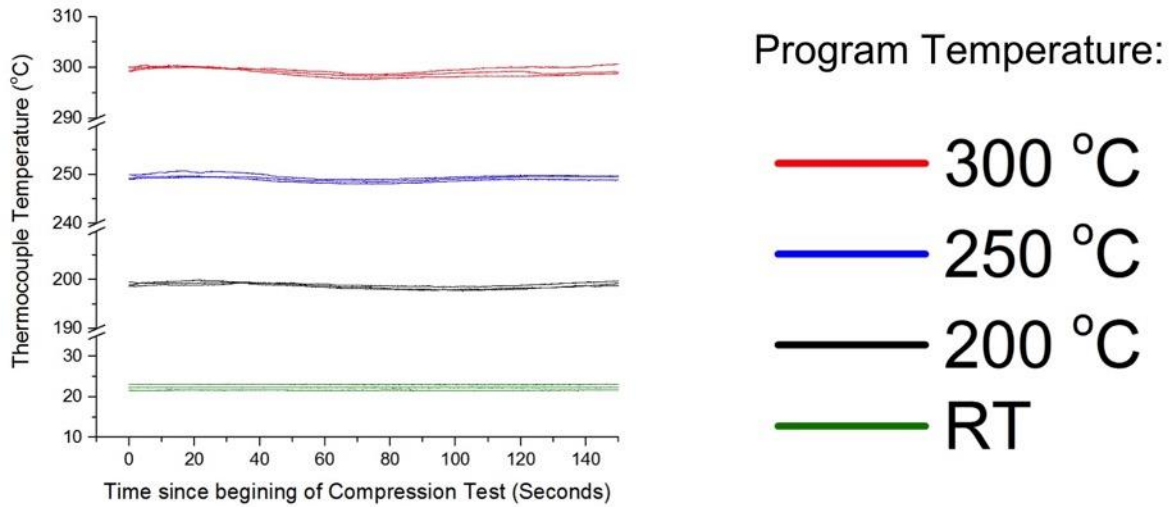 310
300
290
250
240
200
190
30
20
10
0 20 40 60 80 100 120 140
Thermocouple Temperature (°C)
Time since begining of Compression Test (Seconds)
Program Temperature:
300 °C
250 °C
200 °C
RT